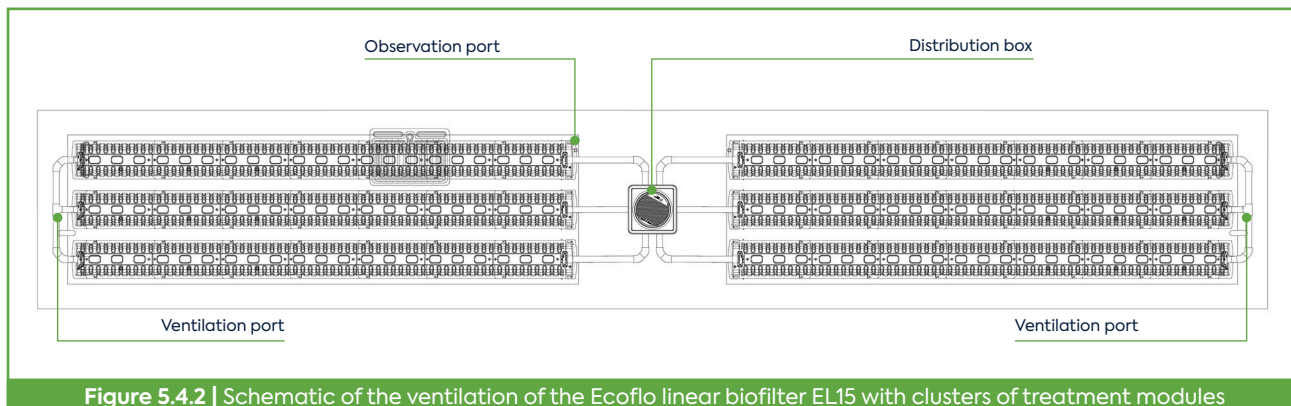 Observation port
Distribution box
Ventilation port
Ventilation port
Figure 5.4.2 | Schematic of the ventilation of the Ecoflo linear biofilter EL15 with clusters of treatment modules